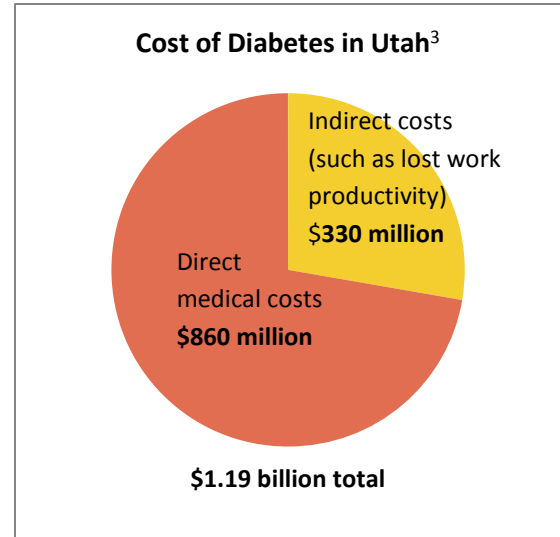 Cost of Diabetes in Utah³
Indirect costs
(such as lost work
productivity)
$330 million
Direct
medical costs
$860 million
$1.19 billion total